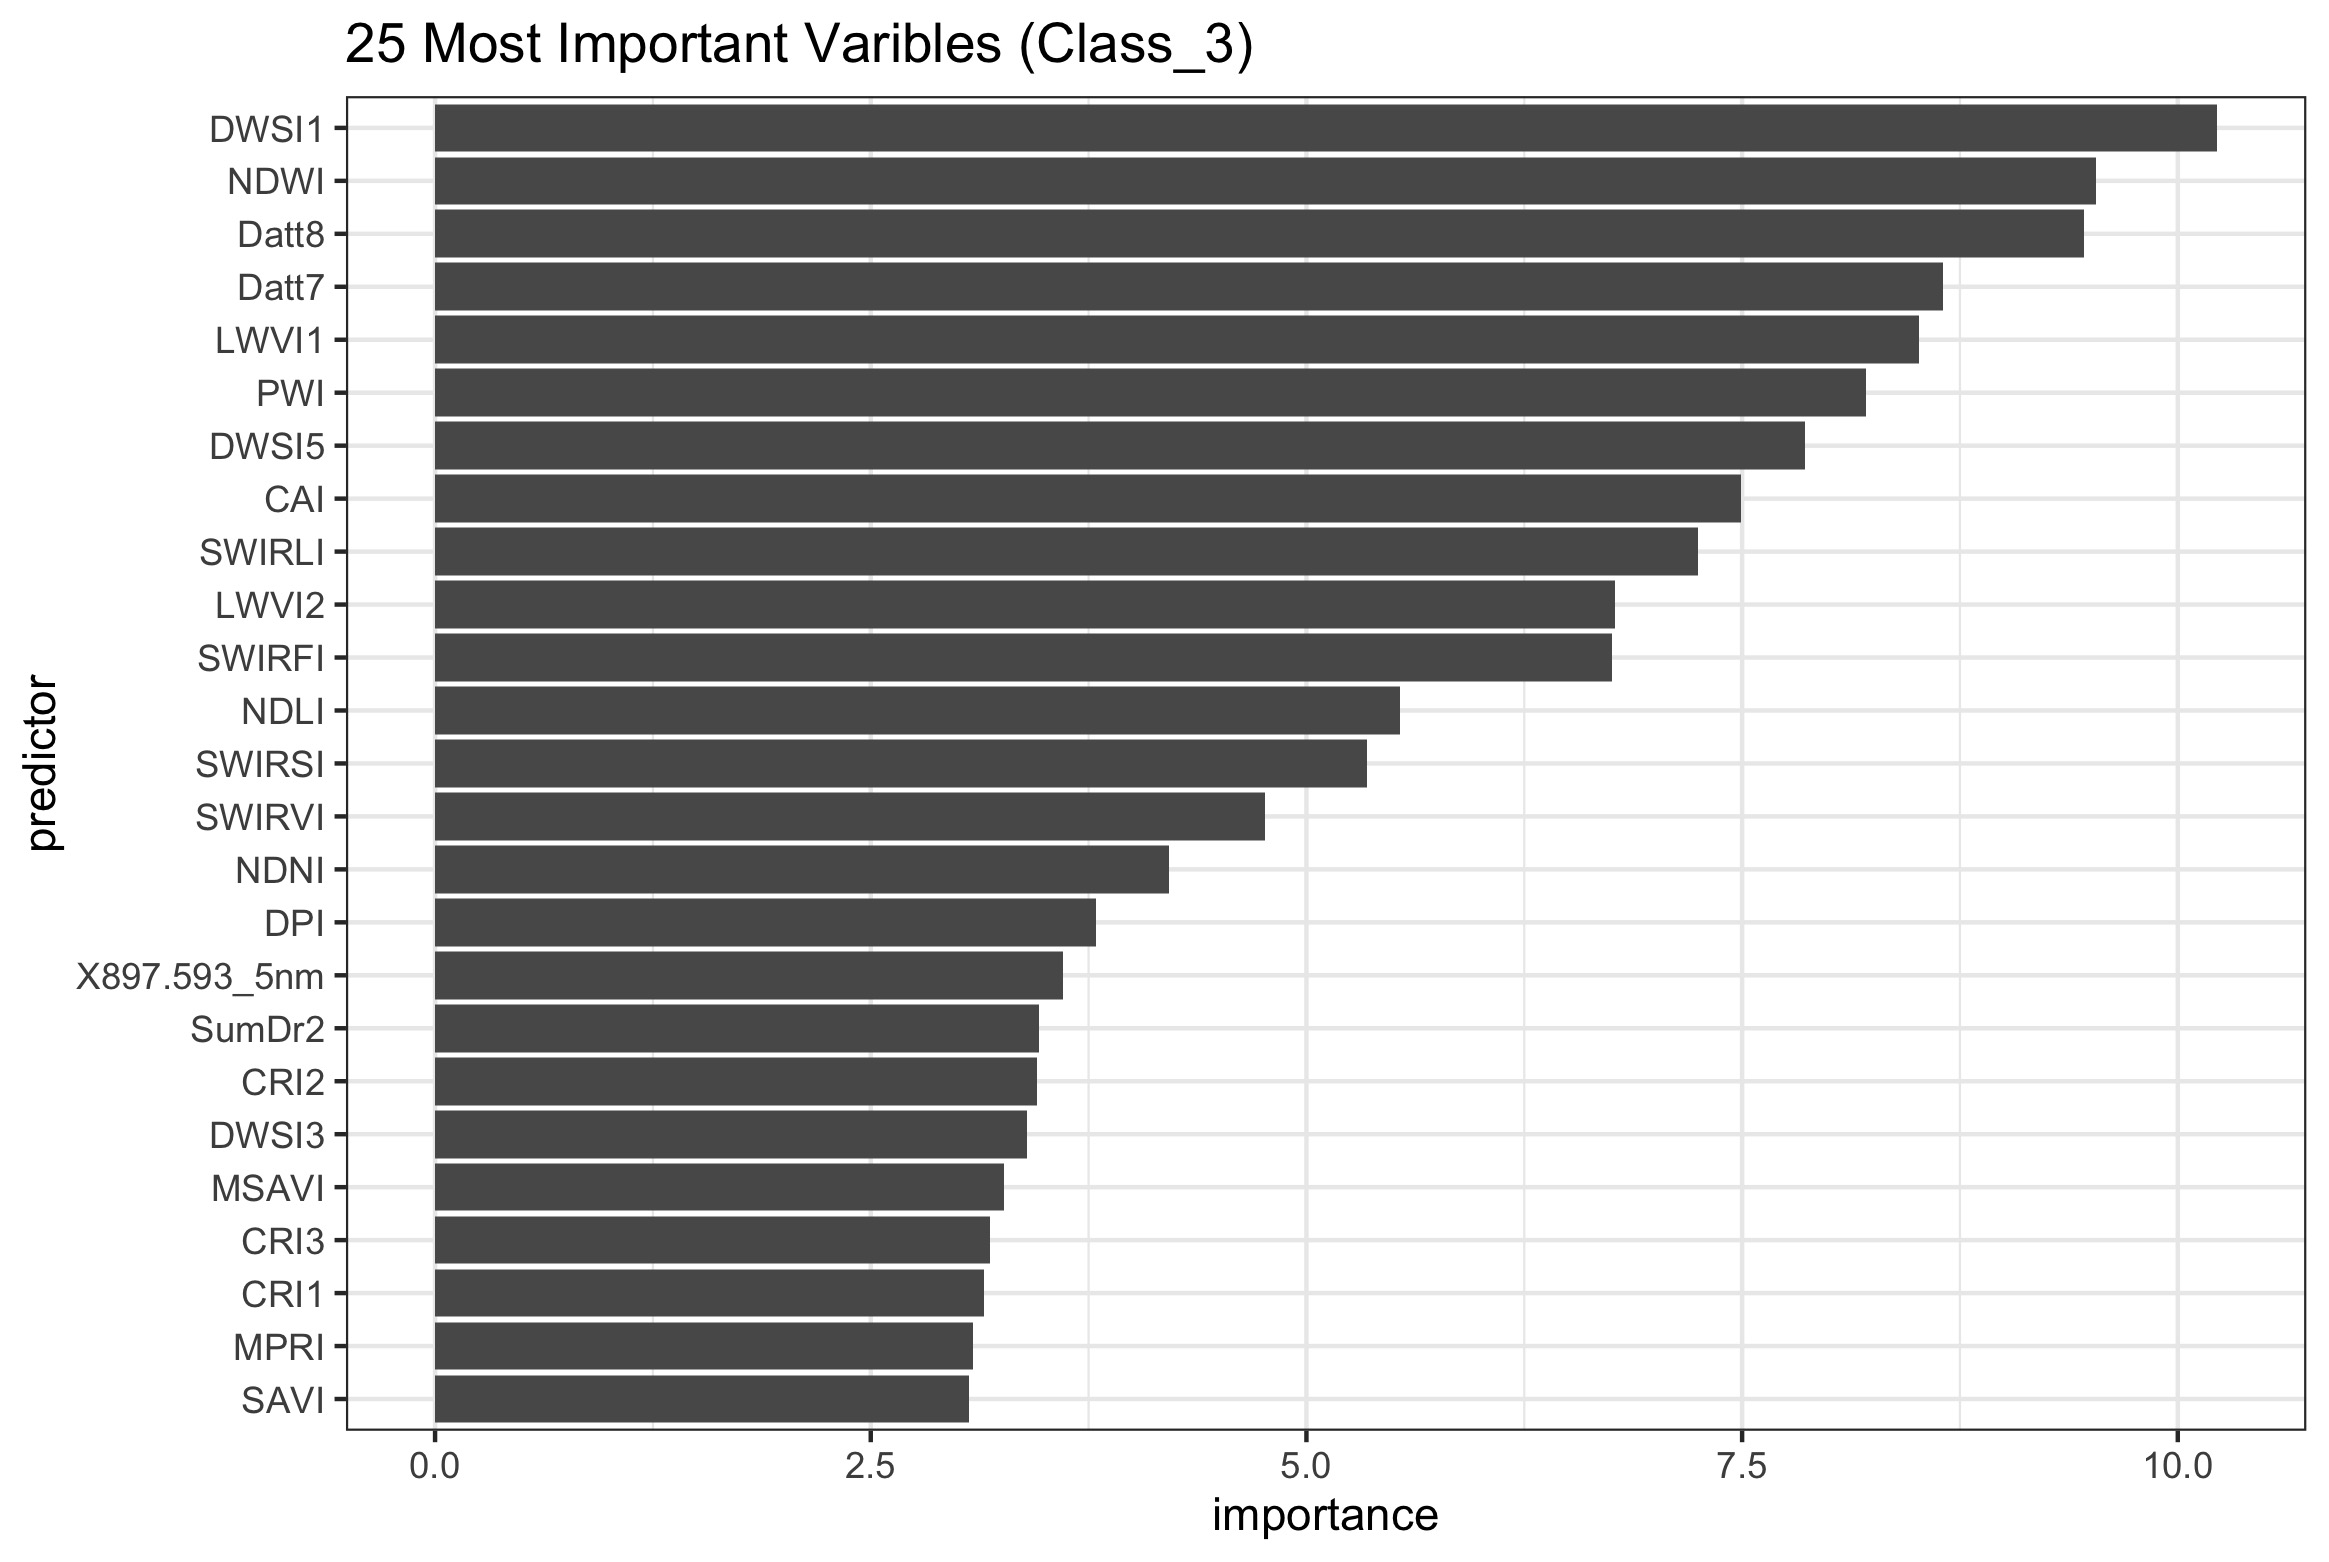 25 Most Important Varibles (Class_3)
DWSI1
NDWI
Datt8
Datt7
LWVI1
PWI
DWSI5
CAI
SWIRLI
LWVI2
SWIRFI
NDLI
SWIRSI
SWIRVI
NDNI
DPI
X897.593_5nm
SumDr2
CRI2
DWSI3
MSAVI
CRI3
CRI1
MPRI
SAVI
predictor
0.0 2.5 5.0 7.5 10.0
importance